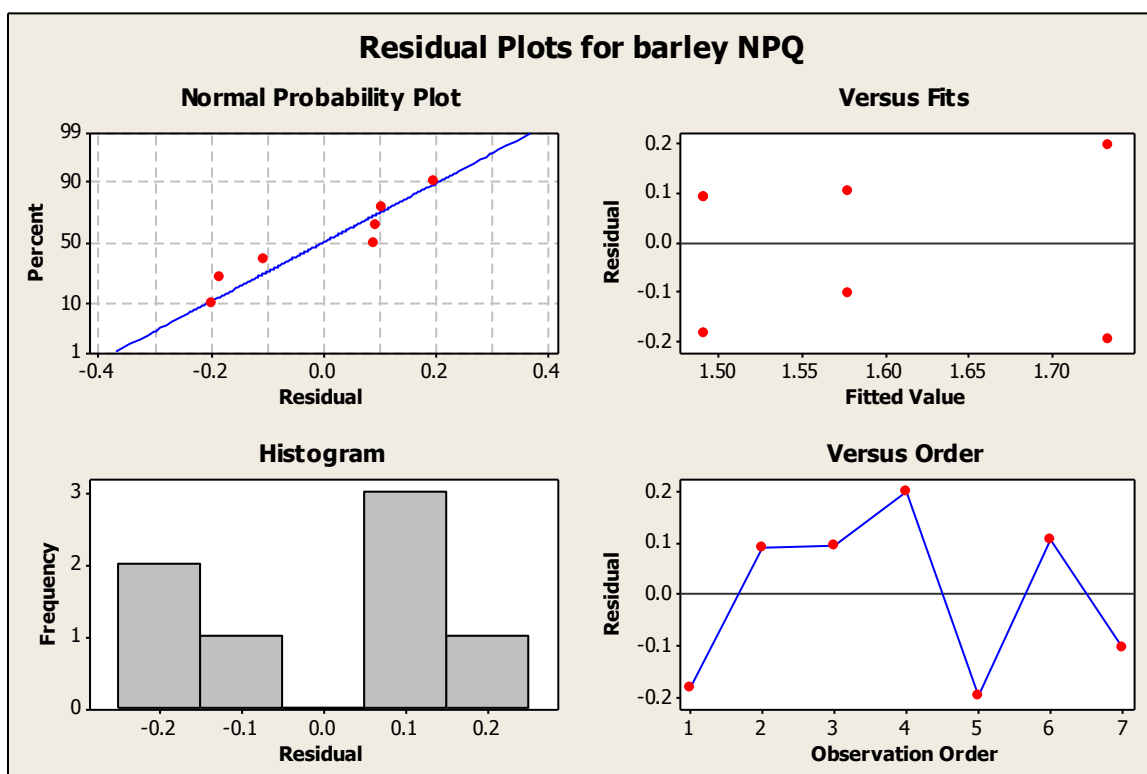 Residual Plots for barley NPQ
Normal Probability Plot
99
90
50
10
1
Percent
-0.4 -0.2 0.0 0.2 0.4
Residual
Versus Fits
0.2
0.1
0.0
-0.1
-0.2
Residual
1.50 1.55 1.60 1.65 1.70
Fitted Value
Histogram
3
2
1
0
Frequency
-0.2 -0.1 0.0 0.1 0.2
Residual
Versus Order
0.2
0.1
0.0
-0.1
-0.2
Residual
1 2 3 4 5 6 7
Observation Order